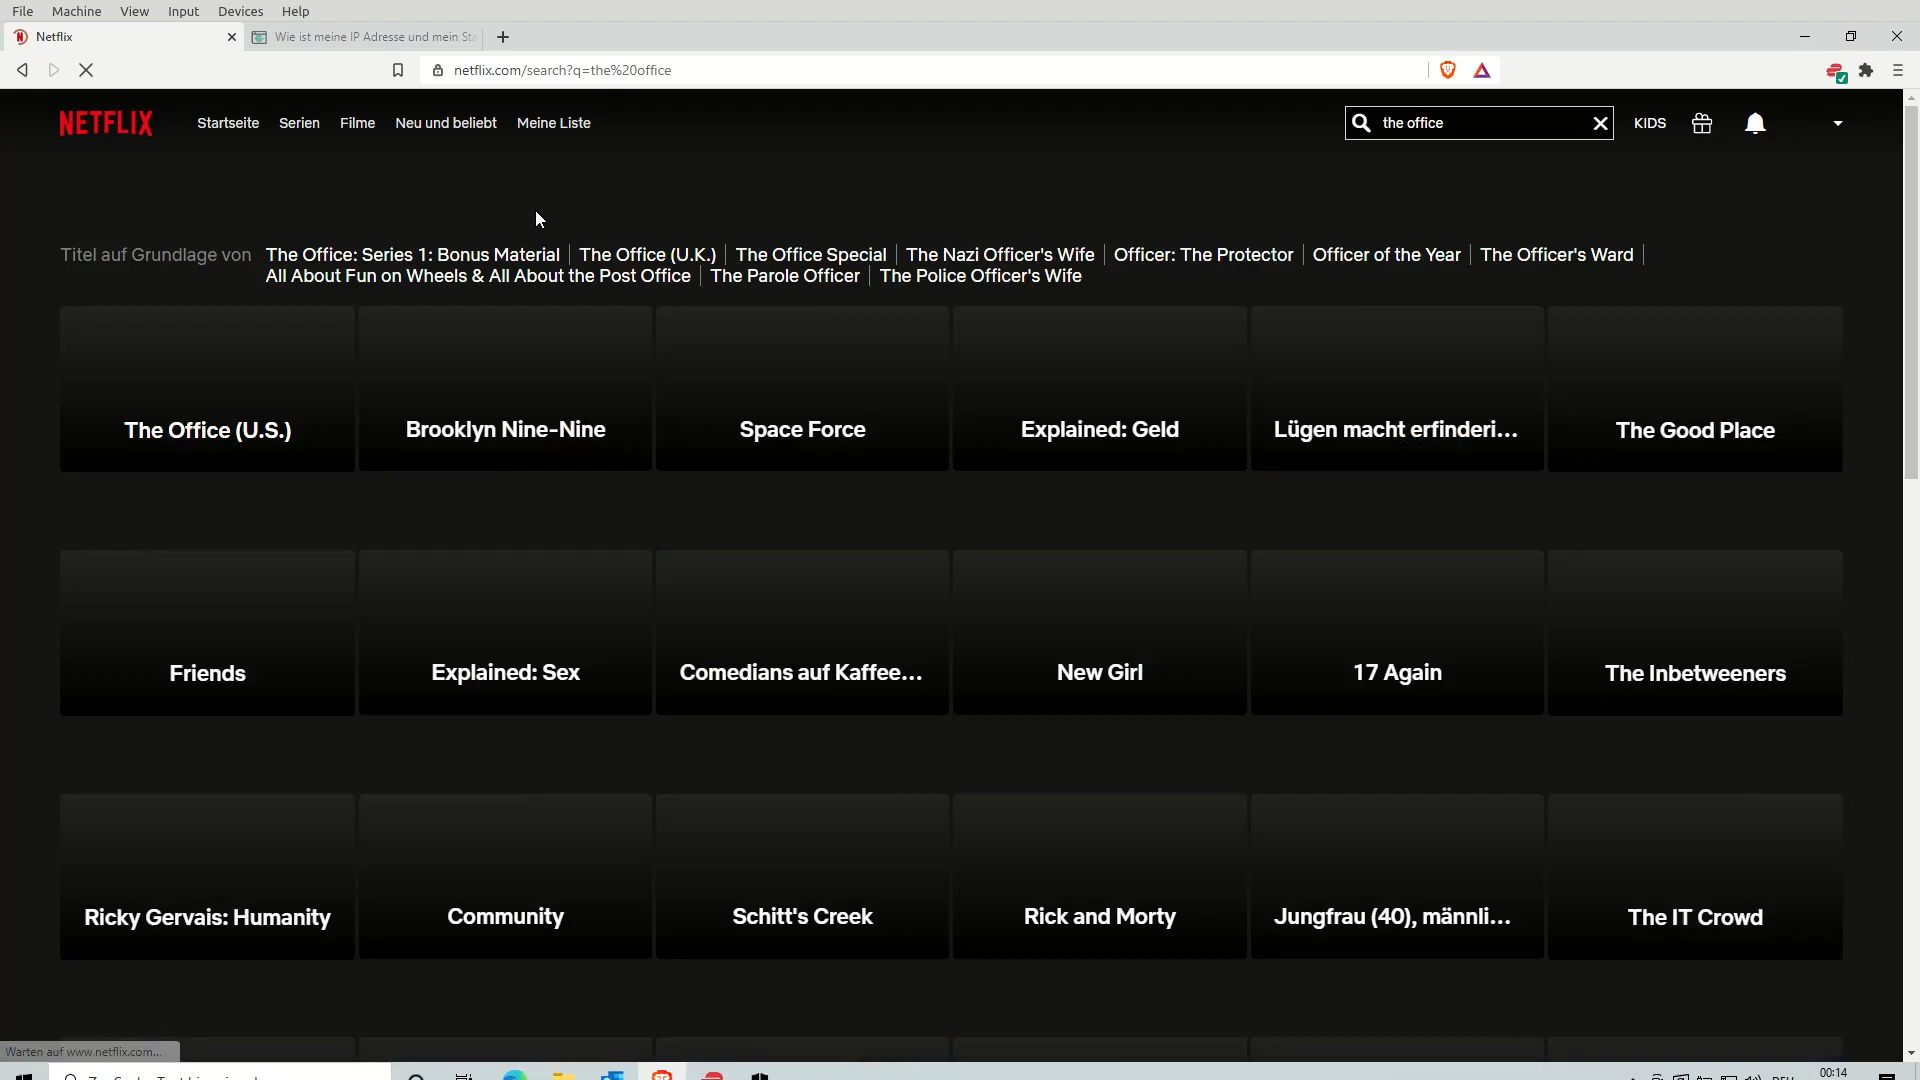 File Machine View Input Devices Help
Netflix Wie ist meine IP Adresse und mein Sta
netflix.com/search?q=the%20office
NETFLIX Startseite Serien Filme Neu und beliebt Meine Liste the office KIDS
Titel auf Grundlage von The Office: Series 1: Bonus Material The Office (U.K.) The Office Special The Nazi Officer's Wife Officer: The Protector Officer of the Year The Officer's Ward
All About Fun on Wheels & All About the Post Office The Parole Officer The Police Officer's Wife
The Office (U.S.) Brooklyn Nine-Nine Space Force Explained: Geld Lügen macht erfinderi... The Good Place
Friends Explained: Sex Comedians auf Kaffee... New Girl 17 Again The Inbetweeners
Ricky Gervais: Humanity Community Schitt's Creek Rick and Morty Jungfrau (40), männli... The IT Crowd
Warten auf www.netflix.com...
00:14